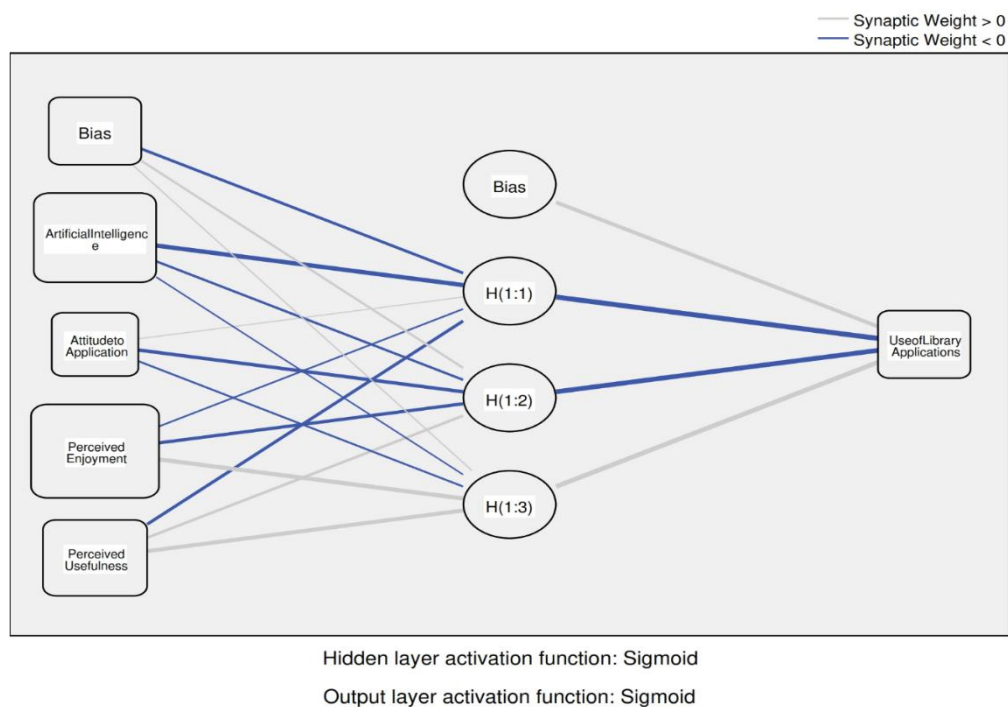 Synaptic Weight > 0
Synaptic Weight < 0
Bias
ArtificialIntelligenc
e
Attitudeto
Application
Perceived
Enjoyment
Perceived
Usefulness
Bias
H(1:1)
H(1:2)
H(1:3)
UseofLibrary
Applications
Hidden layer activation function: Sigmoid
Output layer activation function: Sigmoid